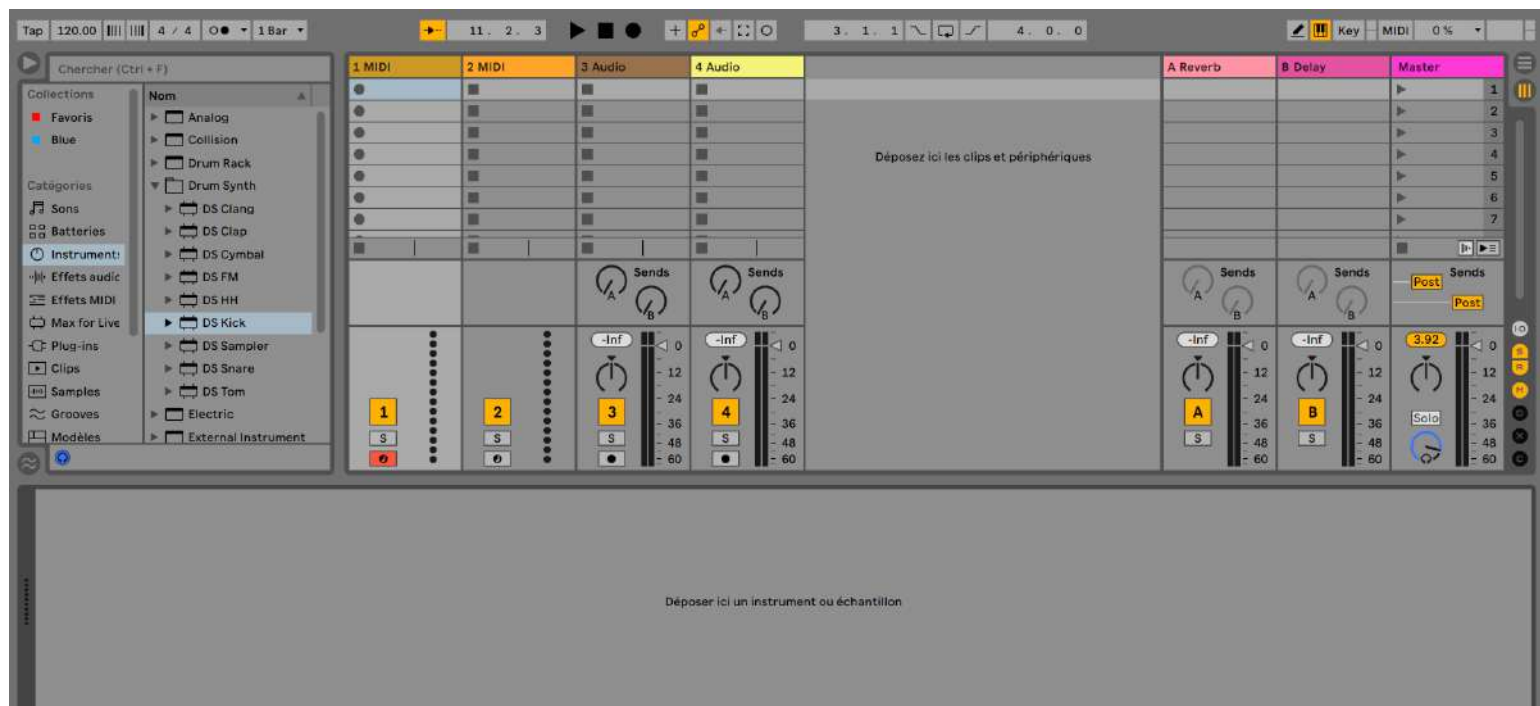 Tap 120.00 4 / 4 1 Bar 11. 2. 3 3. 1. 1 4. 0. 0 Key MIDI 0 %
Chercher (Ctrl + F)
Collections
Favoris
Blue
Catégories
Sons
Batteries
Instrument
Effets audic
Effets MIDI
Max for Live
Plug-ins
Clips
Samples
Grooves
Modèles
Nom
Analog
Collision
Drum Rack
Drum Synth
DS Clang
DS Clap
DS Cymbal
DS FM
DS HH
DS Kick
DS Sampler
DS Snare
DS Tom
Electric
External Instrument
1 MIDI 2 MIDI 3 Audio 4 Audio A Reverb B Delay Master
1
2
3
4
5
6
7
Déposez ici les clips et périphériques
Sends Sends Sends Sends Sends
A A A A Post
B B B B Post
-Inf 0 -Inf 0 -Inf 0 -Inf 0 3.92 0
12 12 12 12 12
24 24 24 24 24
1 2 3 4 A B
36 36 36 36 Solo 36
S S S S S S
48 48 48 48 48
60 60 60 60 60
I O
S
R
M
D
X
C
Déposer ici un instrument ou échantillon